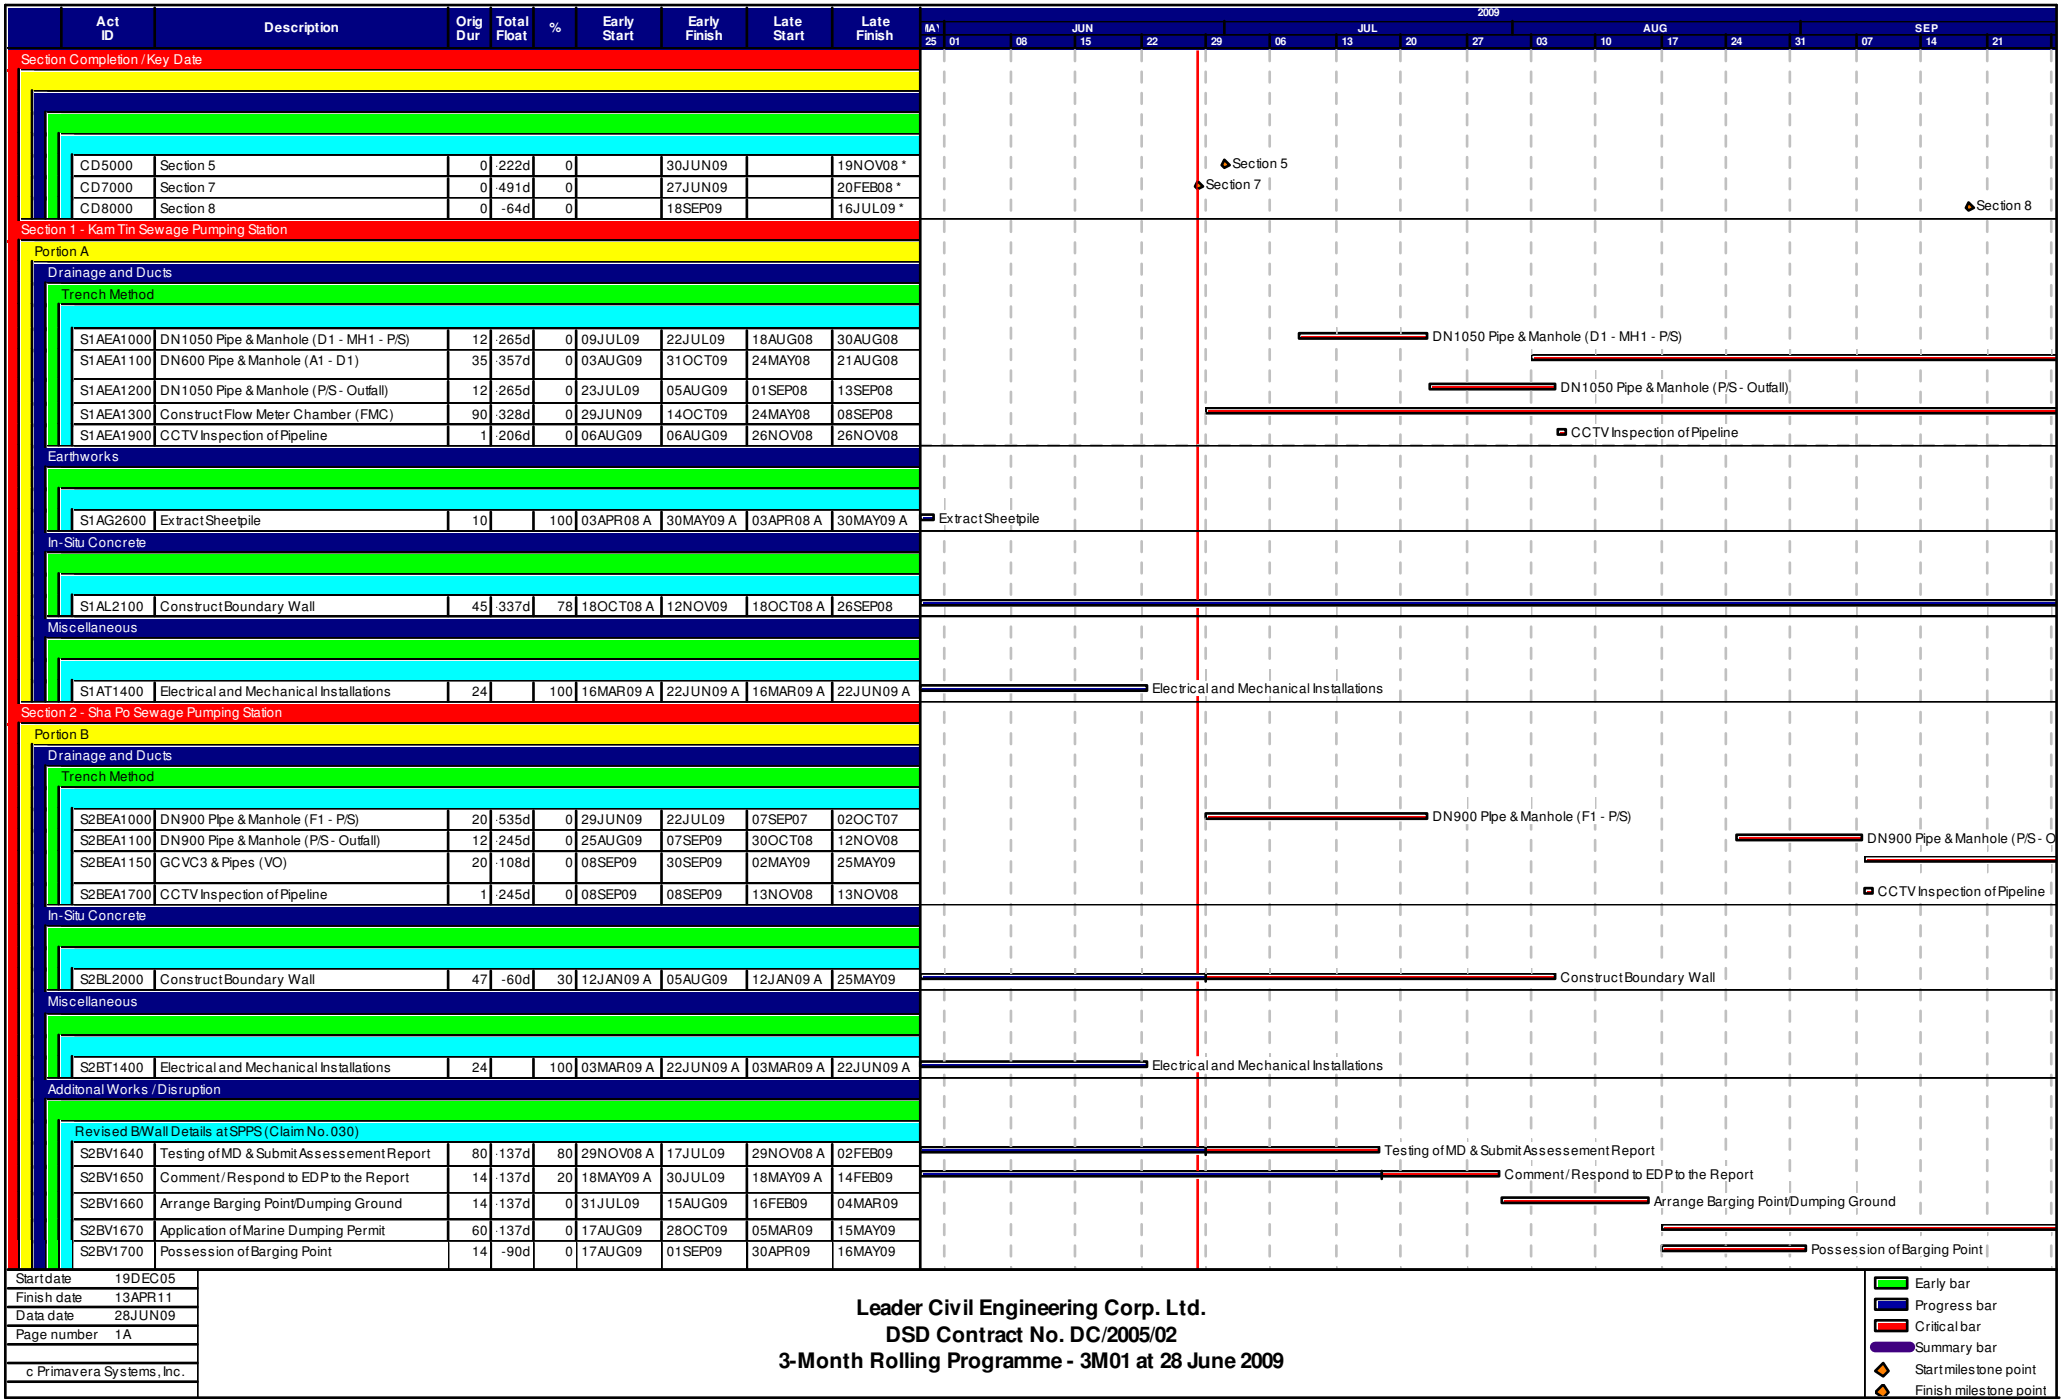 Act ID Description Orig Dur Total Float % Early Start Early Finish Late Start Late Finish
2009
MAY JUN JUL AUG SEP
25 01 08 15 22 29 06 13 20 27 03 10 17 24 31 07 14 21
Section Completion / Key Date
CD5000 Section 5 0 -222d 0 30JUN09 19NOV08 * Section 5
CD7000 Section 7 0 -491d 0 27JUN09 20FEB08 * Section 7
CD8000 Section 8 0 -64d 0 18SEP09 16JUL09 * Section 8
Section 1 - Kam Tin Sewage Pumping Station
Portion A
Drainage and Ducts
Trench Method
S1AEA1000 DN1050 Pipe & Manhole (D1 - MH1 - P/S) 12 -265d 0 09JUL09 22JUL09 18AUG08 30AUG08 DN1050 Pipe & Manhole (D1 - MH1 - P/S)
S1AEA1100 DN600 Pipe & Manhole (A1 - D1) 35 -357d 0 03AUG09 31OCT09 24MAY08 21AUG08
S1AEA1200 DN1050 Pipe & Manhole (P/S - Outfall) 12 -265d 0 23JUL09 05AUG09 01SEP08 13SEP08 DN1050 Pipe & Manhole (P/S - Outfall)
S1AEA1300 Construct Flow Meter Chamber (FMC) 90 -328d 0 29JUN09 14OCT09 24MAY08 08SEP08
S1AEA1900 CCTV Inspection of Pipeline 1 -206d 0 06AUG09 06AUG09 26NOV08 26NOV08 CCTV Inspection of Pipeline
Earthworks
S1AG2600 Extract Sheetpile 10 100 03APR08 A 30MAY09 A 03APR08 A 30MAY09 A Extract Sheetpile
In-Situ Concrete
S1AL2100 Construct Boundary Wall 45 -337d 78 18OCT08 A 12NOV09 18OCT08 A 26SEP08
Miscellaneous
S1AT1400 Electrical and Mechanical Installations 24 100 16MAR09 A 22JUN09 A 16MAR09 A 22JUN09 A Electrical and Mechanical Installations
Section 2 - Sha Po Sewage Pumping Station
Portion B
Drainage and Ducts
Trench Method
S2BEA1000 DN900 PIpe & Manhole (F1 - P/S) 20 -535d 0 29JUN09 22JUL09 07SEP07 02OCT07 DN900 PIpe & Manhole (F1 - P/S)
S2BEA1100 DN900 Pipe & Manhole (P/S - Outfall) 12 -245d 0 25AUG09 07SEP09 30OCT08 12NOV08 DN900 Pipe & Manhole (P/S - O
S2BEA1150 GCVC3 & Pipes (VO) 20 -108d 0 08SEP09 30SEP09 02MAY09 25MAY09
S2BEA1700 CCTV Inspection of Pipeline 1 -245d 0 08SEP09 08SEP09 13NOV08 13NOV08 CCTV Inspection of Pipeline
In-Situ Concrete
S2BL2000 Construct Boundary Wall 47 -60d 30 12JAN09 A 05AUG09 12JAN09 A 25MAY09 Construct Boundary Wall
Miscellaneous
S2BT1400 Electrical and Mechanical Installations 24 100 03MAR09 A 22JUN09 A 03MAR09 A 22JUN09 A Electrical and Mechanical Installations
Additonal Works / Disruption
Revised B/Wall Details at SPPS (Claim No. 030)
S2BV1640 Testing of MD & Submit Assessement Report 80 -137d 80 29NOV08 A 17JUL09 29NOV08 A 02FEB09 Testing of MD & Submit Assessement Report
S2BV1650 Comment / Respond to EDP to the Report 14 -137d 20 18MAY09 A 30JUL09 18MAY09 A 14FEB09 Comment / Respond to EDP to the Report
S2BV1660 Arrange Barging Point/Dumping Ground 14 -137d 0 31JUL09 15AUG09 16FEB09 04MAR09 Arrange Barging Point/Dumping Ground
S2BV1670 Application of Marine Dumping Permit 60 -137d 0 17AUG09 28OCT09 05MAR09 15MAY09
S2BV1700 Possession of Barging Point 14 -90d 0 17AUG09 01SEP09 30APR09 16MAY09 Possession of Barging Point
Start date 19DEC05
Finish date 13APR11
Data date 28JUN09
Page number 1A
c Primavera Systems, Inc.
Leader Civil Engineering Corp. Ltd.
DSD Contract No. DC/2005/02
3-Month Rolling Programme - 3M01 at 28 June 2009
Early bar
Progress bar
Critical bar
Summary bar
Start milestone point
Finish milestone point